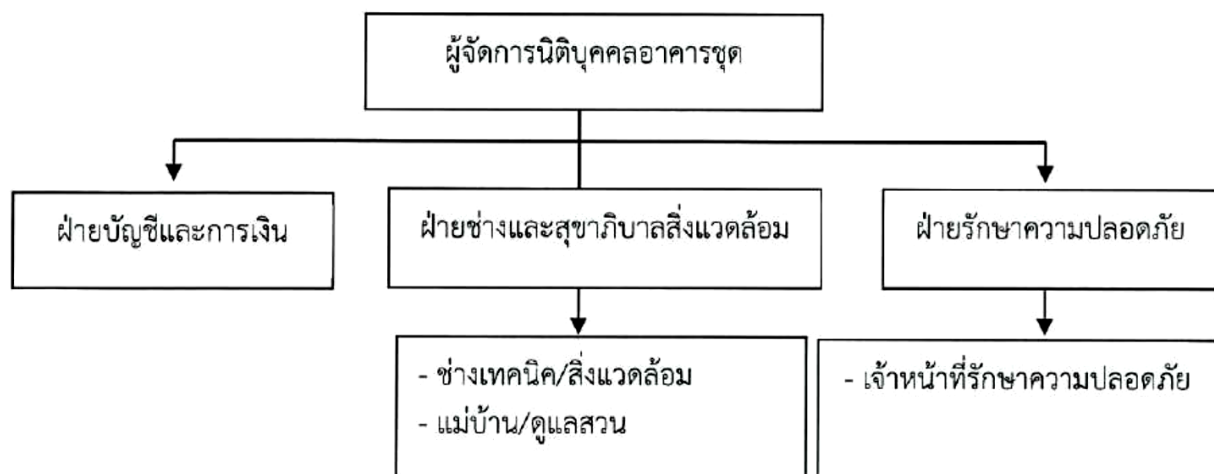 ผู้จัดการนิติบุคคลอาคารชุด
ฝ่ายบัญชีและการเงิน
ฝ่ายช่างและสุขาภิบาลสิ่งแวดล้อม
ฝ่ายรักษาความปลอดภัย
- ช่างเทคนิค/สิ่งแวดล้อม
- แม่บ้าน/ดูแลสวน
- เจ้าหน้าที่รักษาความปลอดภัย